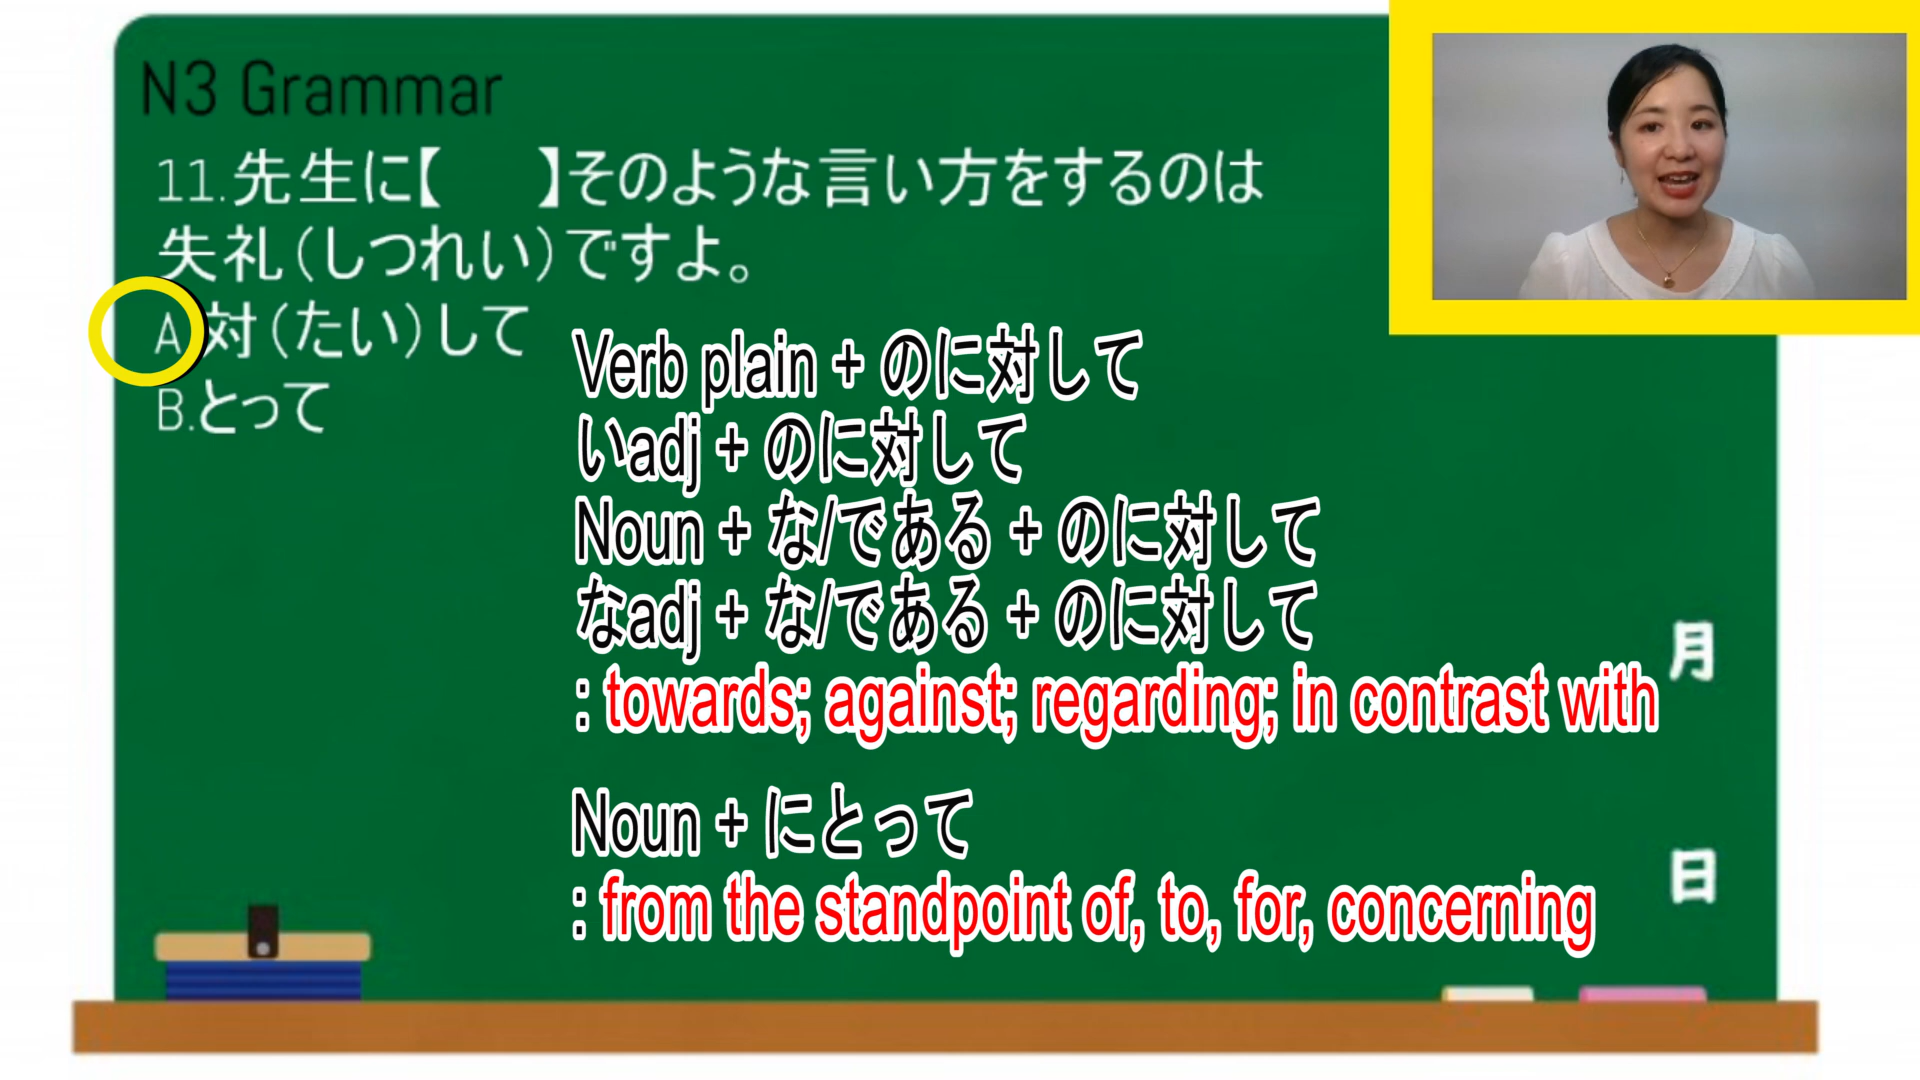 N3 Grammar
11.先生に【　　】そのような言い方をするのは
失礼（しつれい）ですよ。
A.対（たい）して
B.とって
Verb plain + のに対して
いadj + のに対して
Noun + な/である + のに対して
なadj + な/である + のに対して
: towards; against; regarding; in contrast with
Noun + にとって
: from the standpoint of, to, for, concerning
月
日